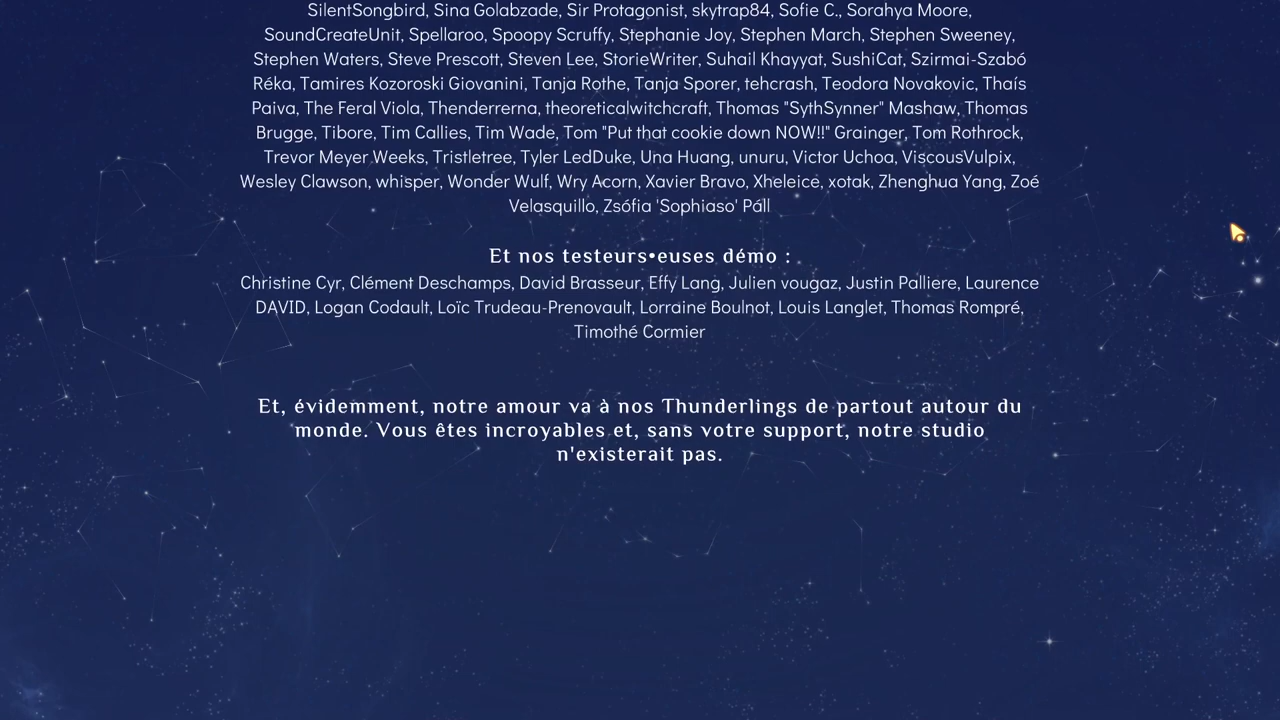 SilentSongbird, Sina Golabzade, Sir Protagonist, skytrap84, Sofie C., Sorahya Moore,
SoundCreateUnit, Spellaroo, Spoopy Scruffy, Stephanie Joy, Stephen March, Stephen Sweeney,
Stephen Waters, Steve Prescott, Steven Lee, StorieWriter, Suhail Khayyat, SushiCat, Szirmai-Szabó
Réka, Tamires Kozoroski Giovanini, Tanja Rothe, Tanja Sporer, tehcrash, Teodora Novakovic, Thaís
Paiva, The Feral Viola, Thenderrerna, theoreticalwitchcraft, Thomas "SythSynner" Mashaw, Thomas
Brugge, Tibore, Tim Callies, Tim Wade, Tom "Put that cookie down NOW!!" Grainger, Tom Rothrock,
Trevor Meyer Weeks, Tristletree, Tyler LedDuke, Una Huang, unuru, Victor Uchoa, ViscousVulpix,
Wesley Clawson, whisper, Wonder Wulf, Wry Acorn, Xavier Bravo, Xheleice, xotak, Zhenghua Yang, Zoé
Velasquillo, Zsófia 'Sophiaso' Páll
Et nos testeurs•euses démo :
Christine Cyr, Clément Deschamps, David Brasseur, Effy Lang, Julien vougaz, Justin Palliere, Laurence
DAVID, Logan Codault, Loïc Trudeau-Prenovault, Lorraine Boulnot, Louis Langlet, Thomas Rompré,
Timothé Cormier
Et, évidemment, notre amour va à nos Thunderlings de partout autour du
monde. Vous êtes incroyables et, sans votre support, notre studio
n'existerait pas.